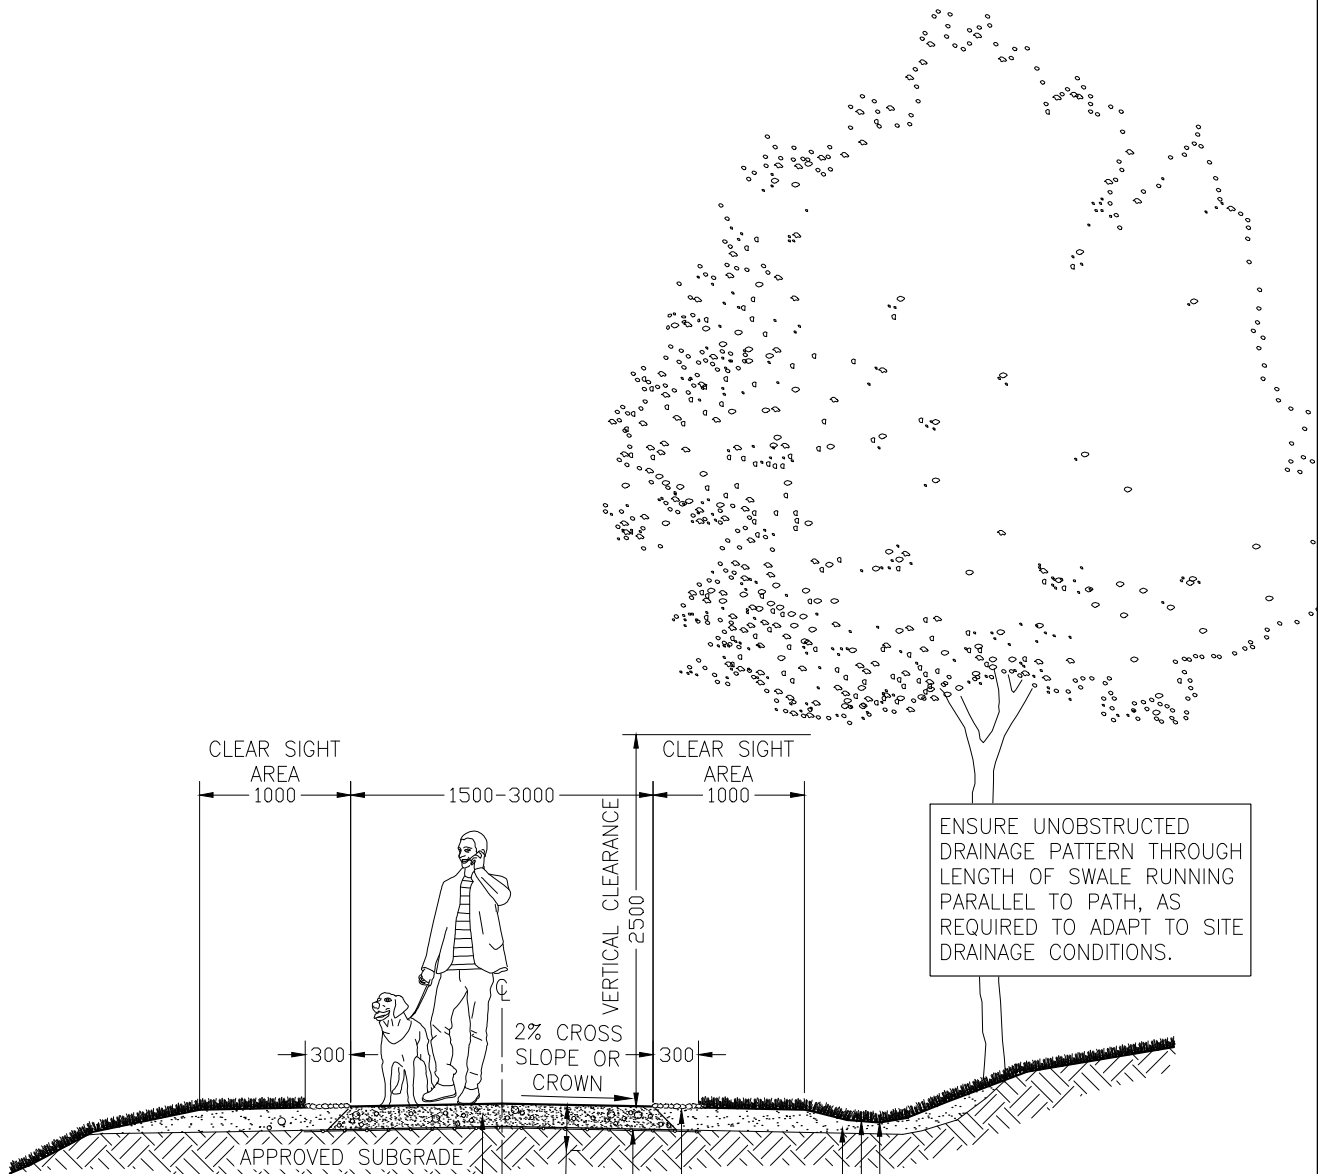 CLEAR SIGHT
AREA
1000
1500-3000
CLEAR SIGHT
AREA
1000
VERTICAL CLEARANCE
2500
ENSURE UNOBSTRUCTED
DRAINAGE PATTERN THROUGH
LENGTH OF SWALE RUNNING
PARALLEL TO PATH, AS
REQUIRED TO ADAPT TO SITE
DRAINAGE CONDITIONS.
℄
300
2% CROSS
SLOPE OR
CROWN
300
APPROVED SUBGRADE